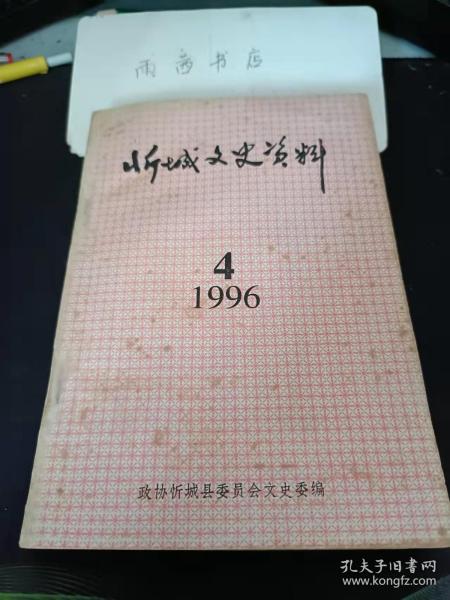 雨亭书店
忻城文史资料
4
1996
政协忻城县委员会文史委编
孔夫子旧书网
www.kongfz.com